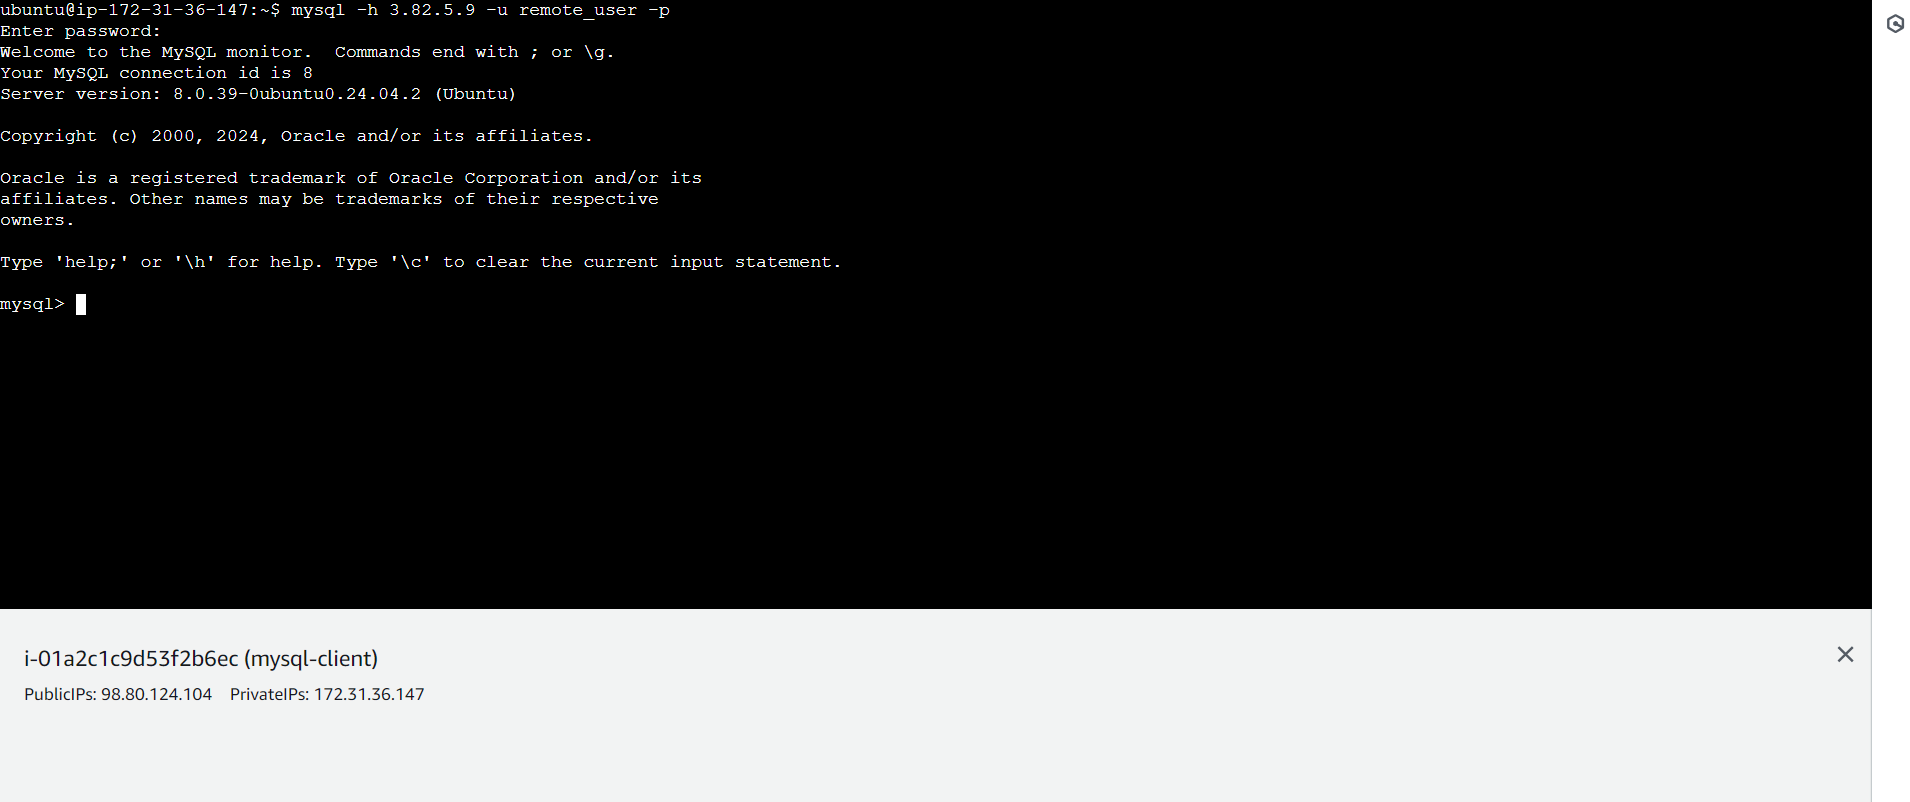 ubuntu@ip-172-31-36-147:~$ mysql -h 3.82.5.9 -u remote_user -p
Enter password:
Welcome to the MySQL monitor.  Commands end with ; or \g.
Your MySQL connection id is 8
Server version: 8.0.39-0ubuntu0.24.04.2 (Ubuntu)
Copyright (c) 2000, 2024, Oracle and/or its affiliates.
Oracle is a registered trademark of Oracle Corporation and/or its
affiliates. Other names may be trademarks of their respective
owners.
Type 'help;' or '\h' for help. Type '\c' to clear the current input statement.
mysql>
i-01a2c1c9d53f2b6ec (mysql-client)
PublicIPs: 98.80.124.104 PrivateIPs: 172.31.36.147